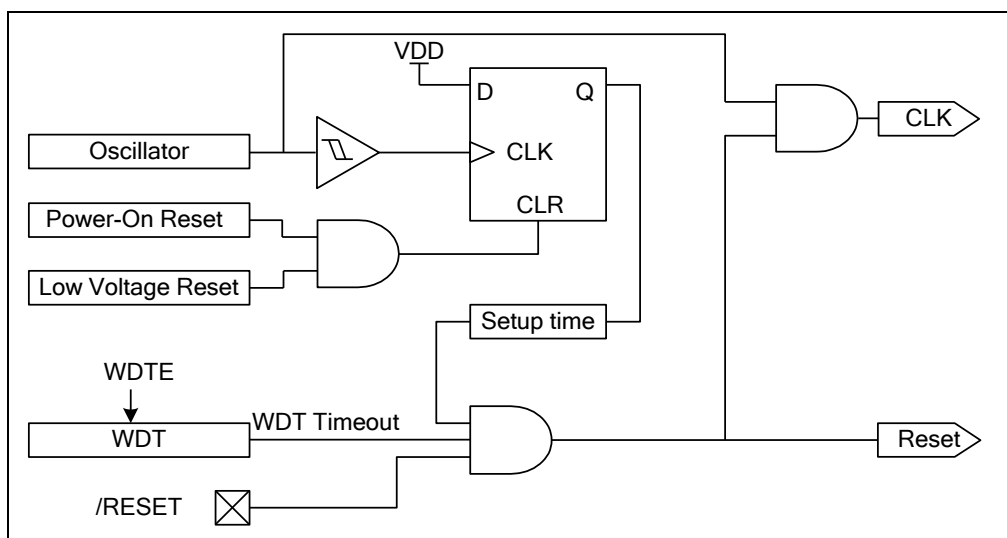 VDD
D
Q
CLK
Oscillator
CLK
CLR
Power-On Reset
Low Voltage Reset
Setup time
WDTE
WDT Timeout
WDT
Reset
/RESET